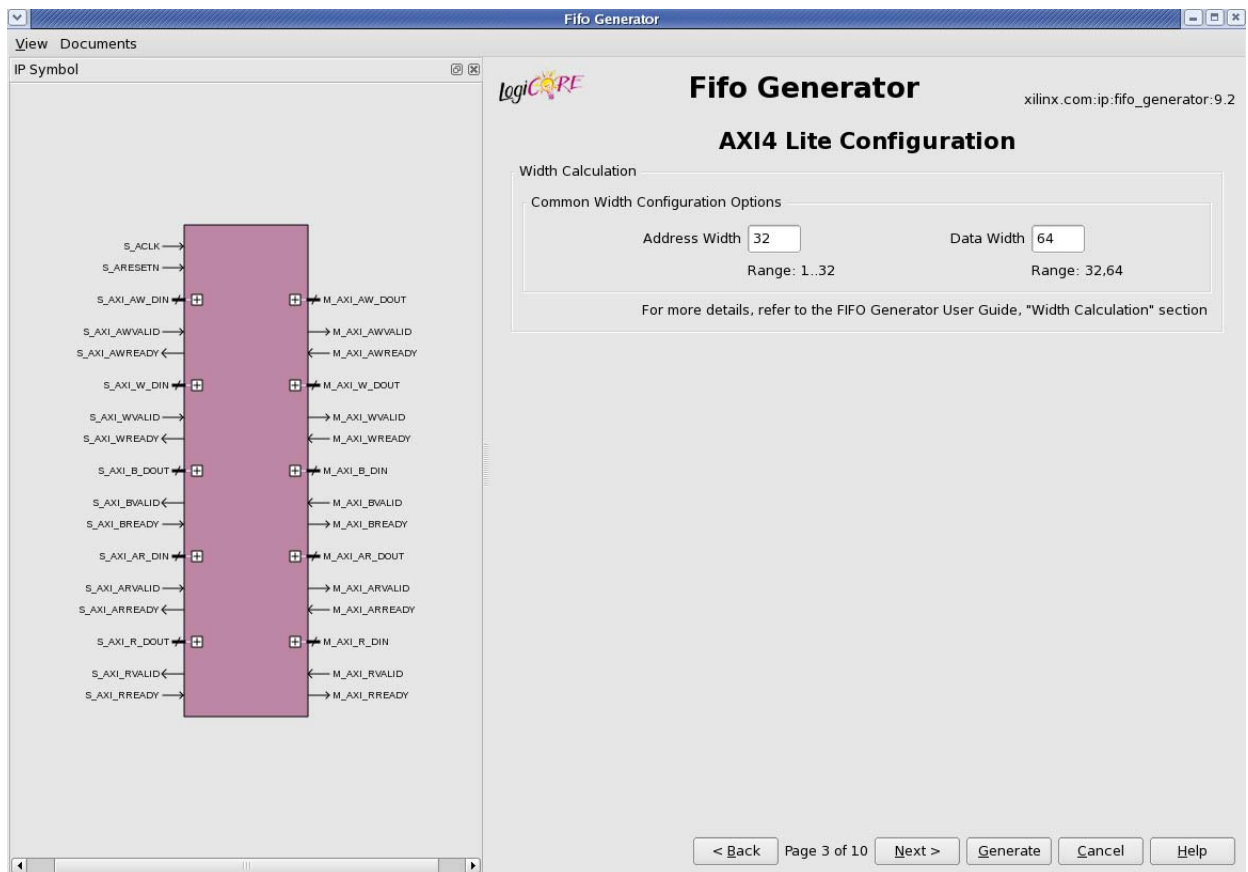 Fifo Generator
View Documents
IP Symbol
S_ACLK
S_ARESETN
S_AXI_AW_DIN M_AXI_AW_DOUT
S_AXI_AWVALID M_AXI_AWVALID
S_AXI_AWREADY M_AXI_AWREADY
S_AXI_W_DIN M_AXI_W_DOUT
S_AXI_WVALID M_AXI_WVALID
S_AXI_WREADY M_AXI_WREADY
S_AXI_B_DOUT M_AXI_B_DIN
S_AXI_BVALID M_AXI_BVALID
S_AXI_BREADY M_AXI_BREADY
S_AXI_AR_DIN M_AXI_AR_DOUT
S_AXI_ARVALID M_AXI_ARVALID
S_AXI_ARREADY M_AXI_ARREADY
S_AXI_R_DOUT M_AXI_R_DIN
S_AXI_RVALID M_AXI_RVALID
S_AXI_RREADY M_AXI_RREADY
LogiCORE Fifo Generator xilinx.com:ip:fifo_generator:9.2
AXI4 Lite Configuration
Width Calculation
Common Width Configuration Options
Address Width 32 Data Width 64
Range: 1..32 Range: 32,64
For more details, refer to the FIFO Generator User Guide, "Width Calculation" section
< Back Page 3 of 10 Next > Generate Cancel Help